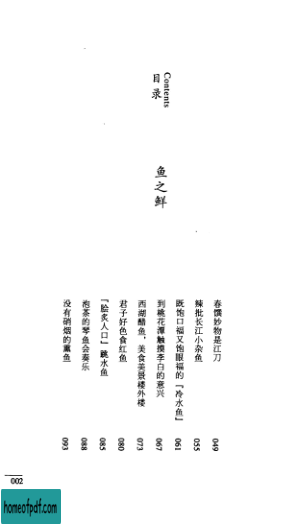 目录
Contents
鱼之鲜
春馔妙物是江刀 049
辣批长江小杂鱼 055
既饱口福又饱眼福的『冷水鱼』 061
到桃花潭触摸李白的意兴 067
西湖醋鱼，美食美景楼外楼 073
君子好色食红鱼 080
『脍炙人口』跳水鱼 085
泡茶的琴鱼会奏乐 088
没有硝烟的熏鱼 093
002
homeofpdf.com